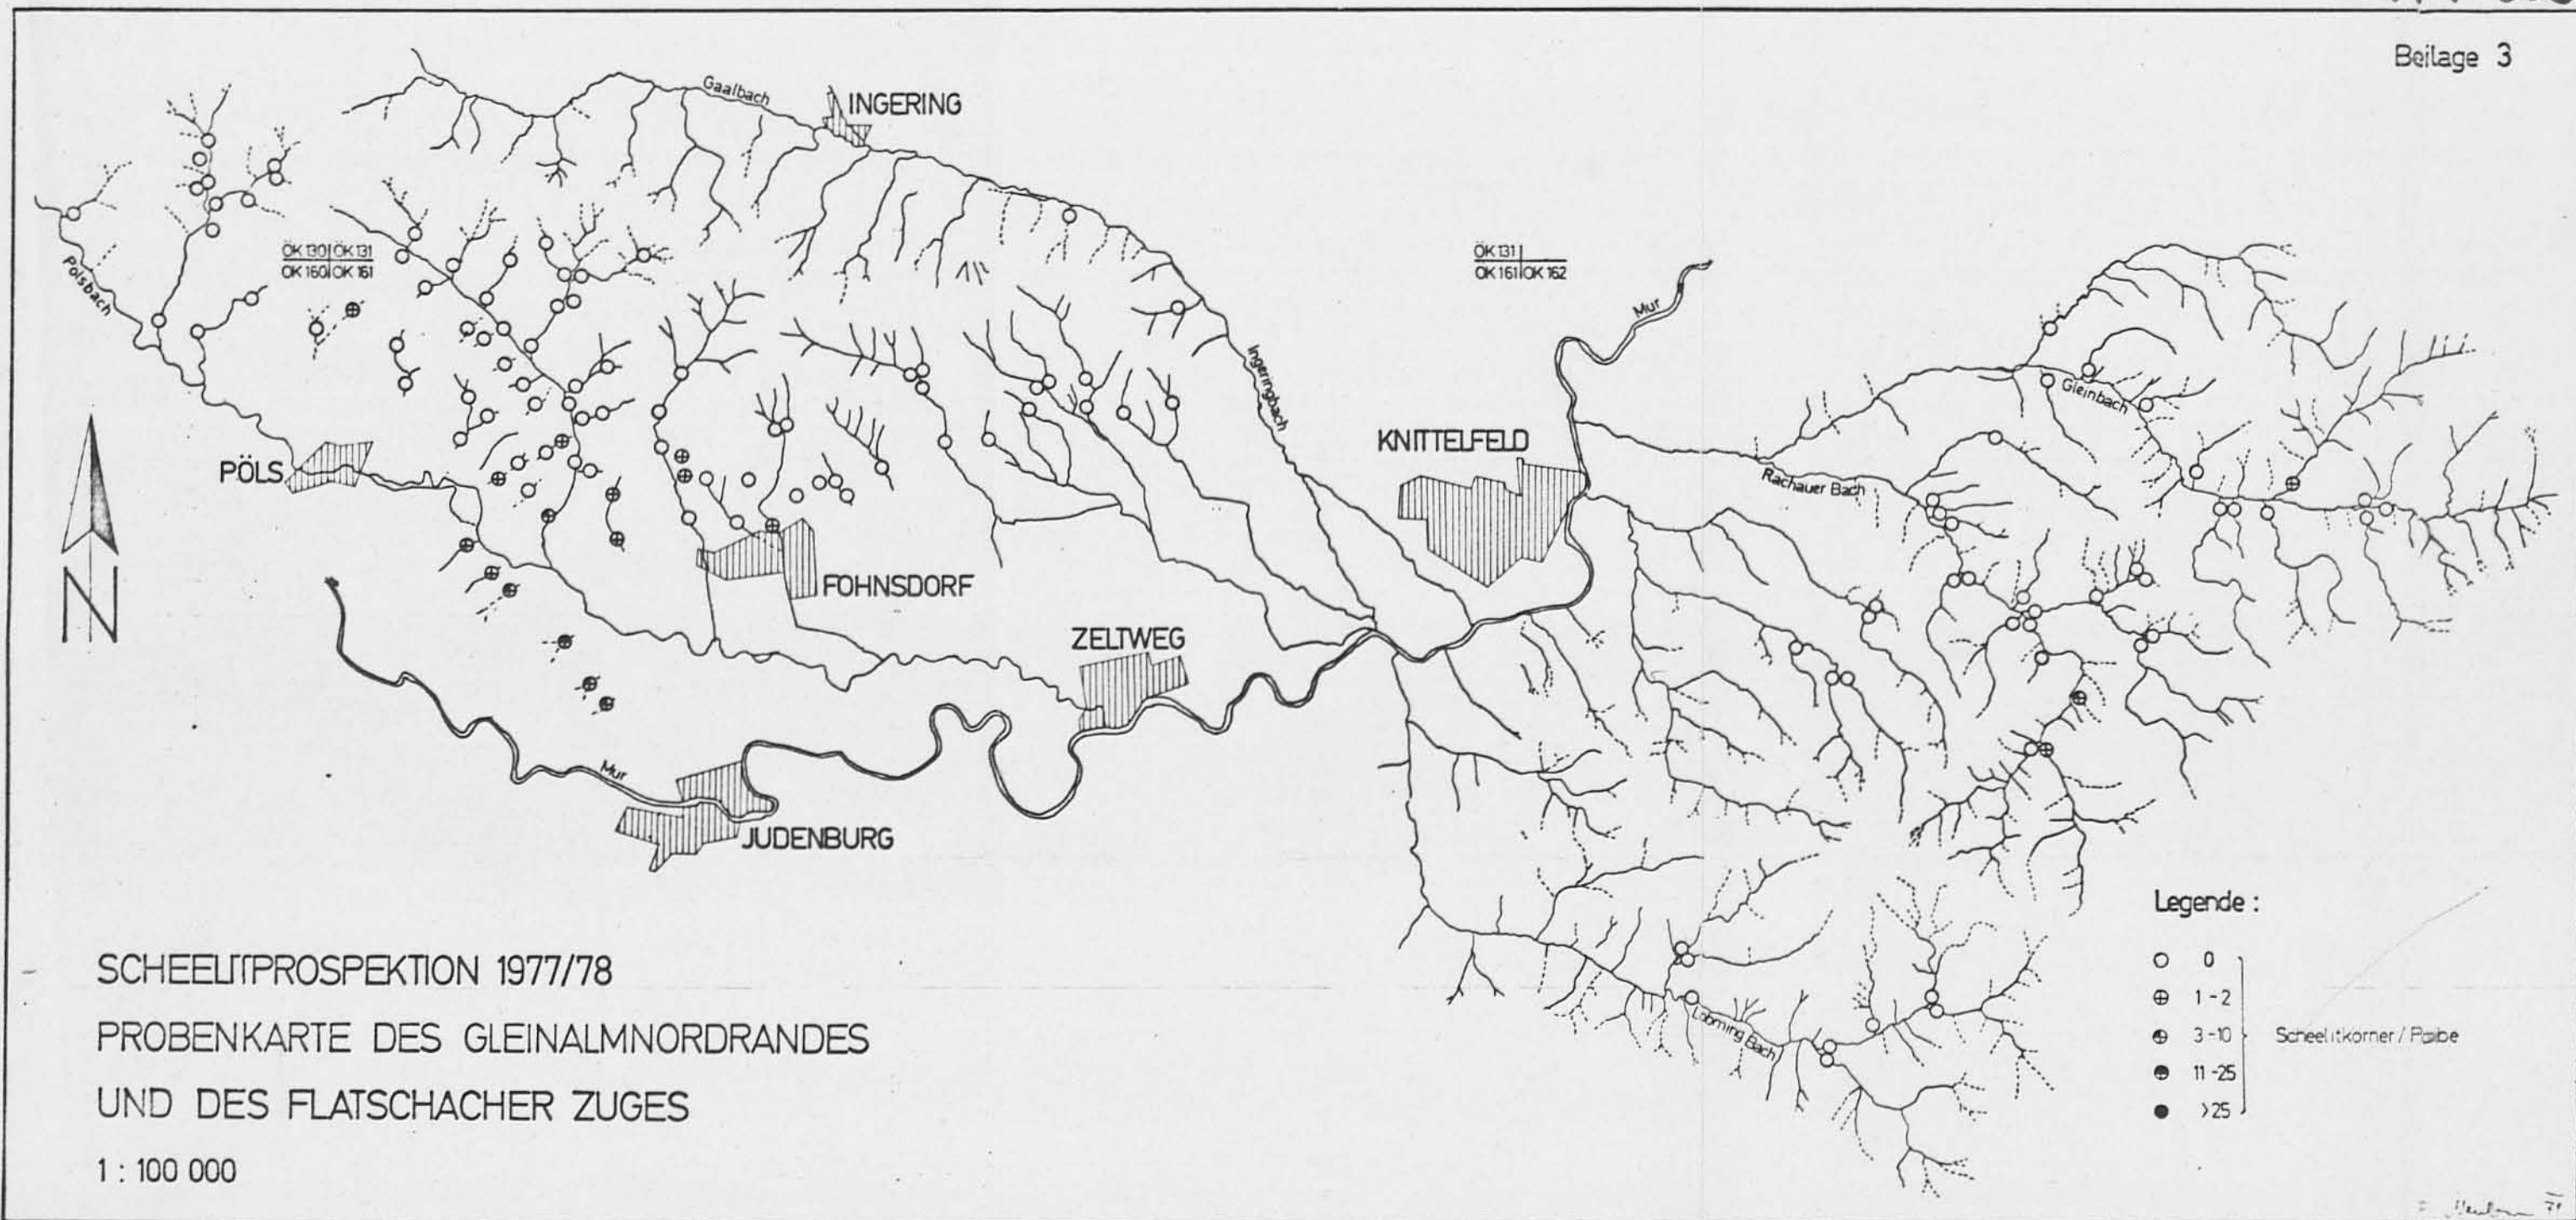 Beilage 3
Gaalbach
INGERING
ÖK 130 ÖK 131
ÖK 160 ÖK 161
Pölsbach
ÖK 131
ÖK 161 ÖK 162
Mur
Ingeringbach
Gleinbach
KNITTELFELD
PÖLS
Rachauer Bach
FOHNSDORF
ZELTWEG
Mur
JUDENBURG
Legende :
0
1-2
3-10
11-25
>25
Scheelitkörner / Probe
SCHEELITPROSPEKTION 1977/78
PROBENKARTE DES GLEINALMNORDRANDES
UND DES FLATSCHACHER ZUGES
1 : 100 000
N
Lobming Bach